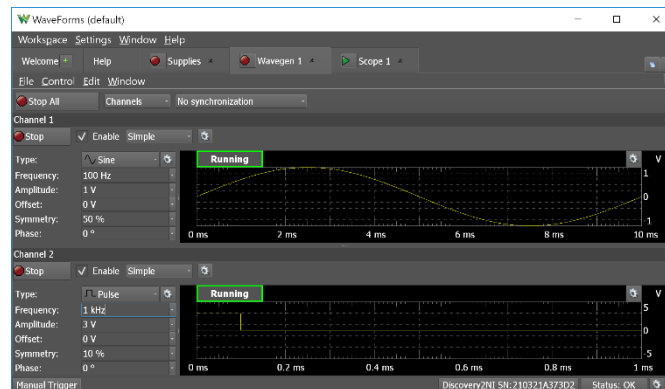 WaveForms (default)
Workspace Settings Window Help
Welcome + Help Supplies Wavegen 1 Scope 1
File Control Edit Window
Stop All Channels No synchronization
Channel 1
Stop Enable Simple
Type: Sine Running V
Frequency: 100 Hz 1
Amplitude: 1 V
Offset: 0 V 0
Symmetry: 50 %
-1
Phase: 0° 0 ms 2 ms 4 ms 6 ms 8 ms 10 ms
Channel 2
Stop Enable Simple
Type: Pulse Running V
Frequency: 1 kHz 5
Amplitude: 3 V
Offset: 0 V 0
Symmetry: 10 %
-5
Phase: 0° 0 ms 0.2 ms 0.4 ms 0.6 ms 0.8 ms 1 ms
Manual Trigger Discovery2NI SN:210321A373D2 Status: OK